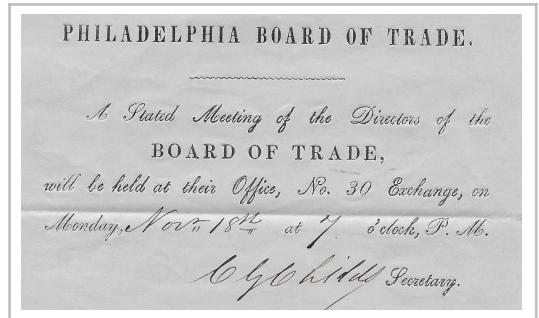 PHILADELPHIA BOARD OF TRADE.
A Stated Meeting of the Directors of the
BOARD OF TRADE,
will be held at their Office, No. 30 Exchange, on
Monday, Nov'' 18th at 7 o'clock, P. M.
C G Childs Secretary.